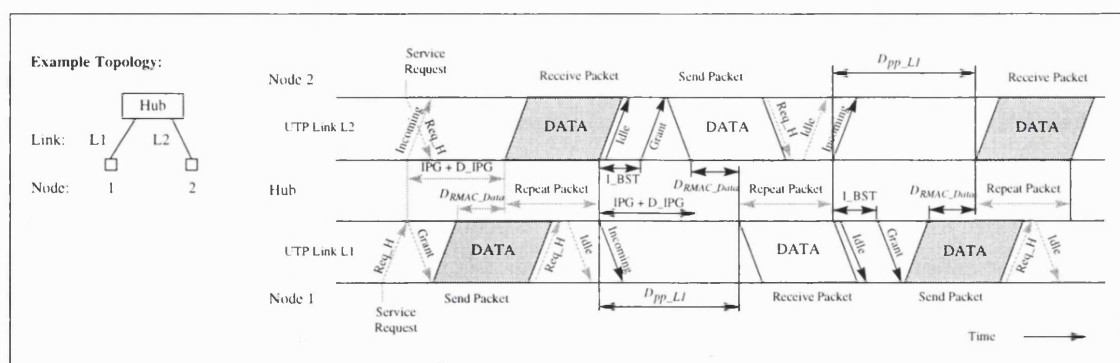 Example Topology:
Hub
Link: L1 L2
Node: 1 2
Service
Request
D_pp_L1
Node 2
Receive Packet
Send Packet
Receive Packet
UTP Link L2
Incoming
Req_H
DATA
Idle
Grant
DATA
Req_H
Idle
Incoming
DATA
IPG + D_IPG
I_BST
Hub
D_RMAC_Data
Repeat Packet
D_RMAC_Data
IPG + D_IPG
Repeat Packet
I_BST
D_RMAC_Data
Repeat Packet
UTP Link L1
Req_H
Grant
DATA
Req_H
Idle
Incoming
DATA
Idle
Grant
DATA
Req_H
Idle
Node 1
Send Packet
D_pp_L1
Receive Packet
Send Packet
Service
Request
Time